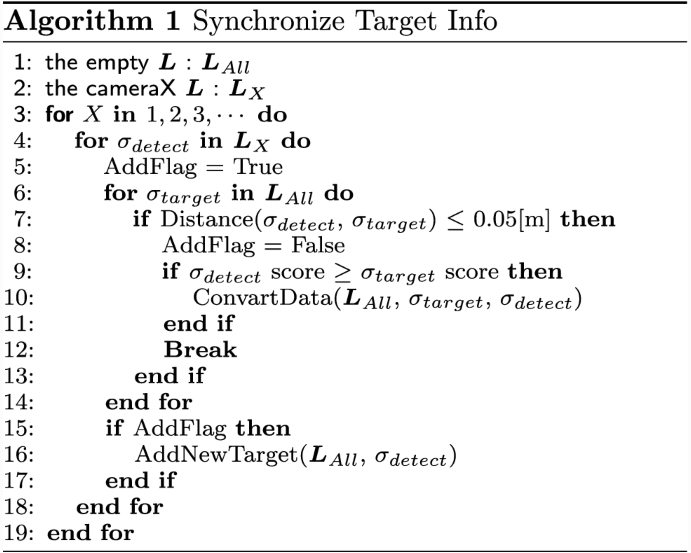 Algorithm 1 Synchronize Target Info
1: the empty L : L_All
2: the cameraX L : L_X
3: for X in 1, 2, 3, ⋯ do
4: for σ_detect in L_X do
5: AddFlag = True
6: for σ_target in L_All do
7: if Distance(σ_detect, σ_target) ≤ 0.05[m] then
8: AddFlag = False
9: if σ_detect score ≥ σ_target score then
10: ConvartData(L_All, σ_target, σ_detect)
11: end if
12: Break
13: end if
14: end for
15: if AddFlag then
16: AddNewTarget(L_All, σ_detect)
17: end if
18: end for
19: end for